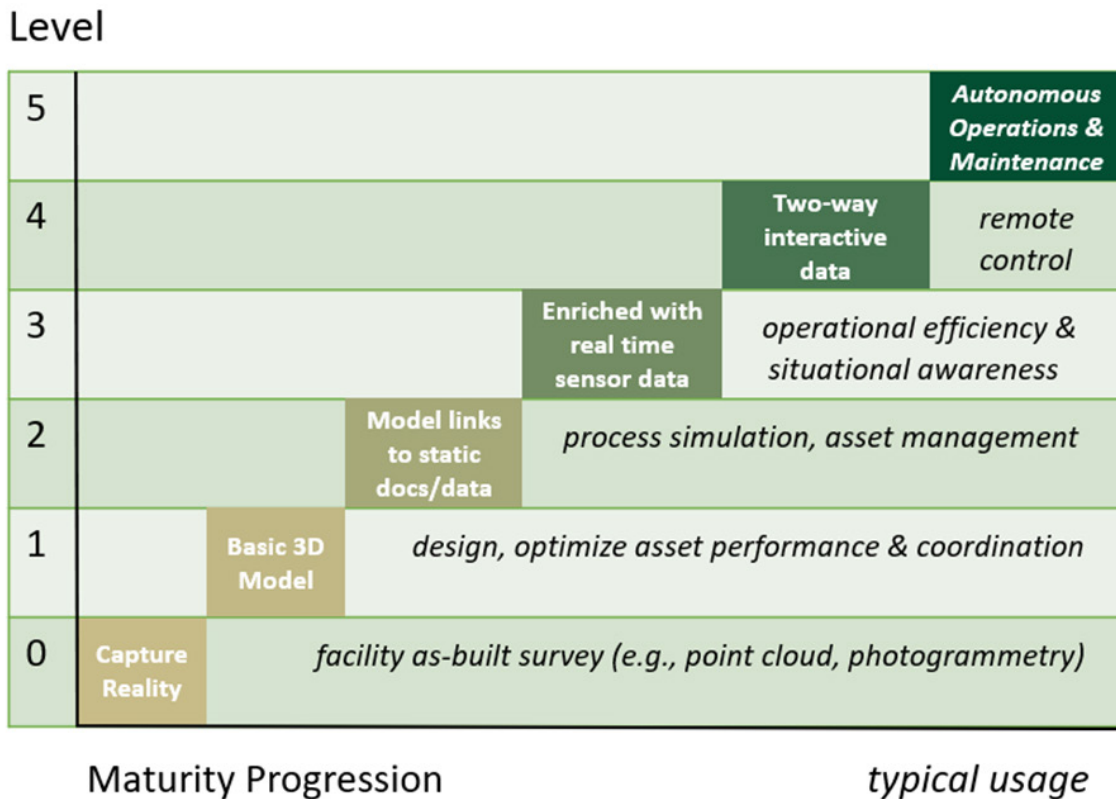 Level
5
Autonomous
Operations &
Maintenance
4
Two-way
interactive
data
remote
control
3
Enriched with
real time
sensor data
operational efficiency &
situational awareness
2
Model links
to static
docs/data
process simulation, asset management
1
Basic 3D
Model
design, optimize asset performance & coordination
0
Capture
Reality
facility as-built survey (e.g., point cloud, photogrammetry)
Maturity Progression
typical usage